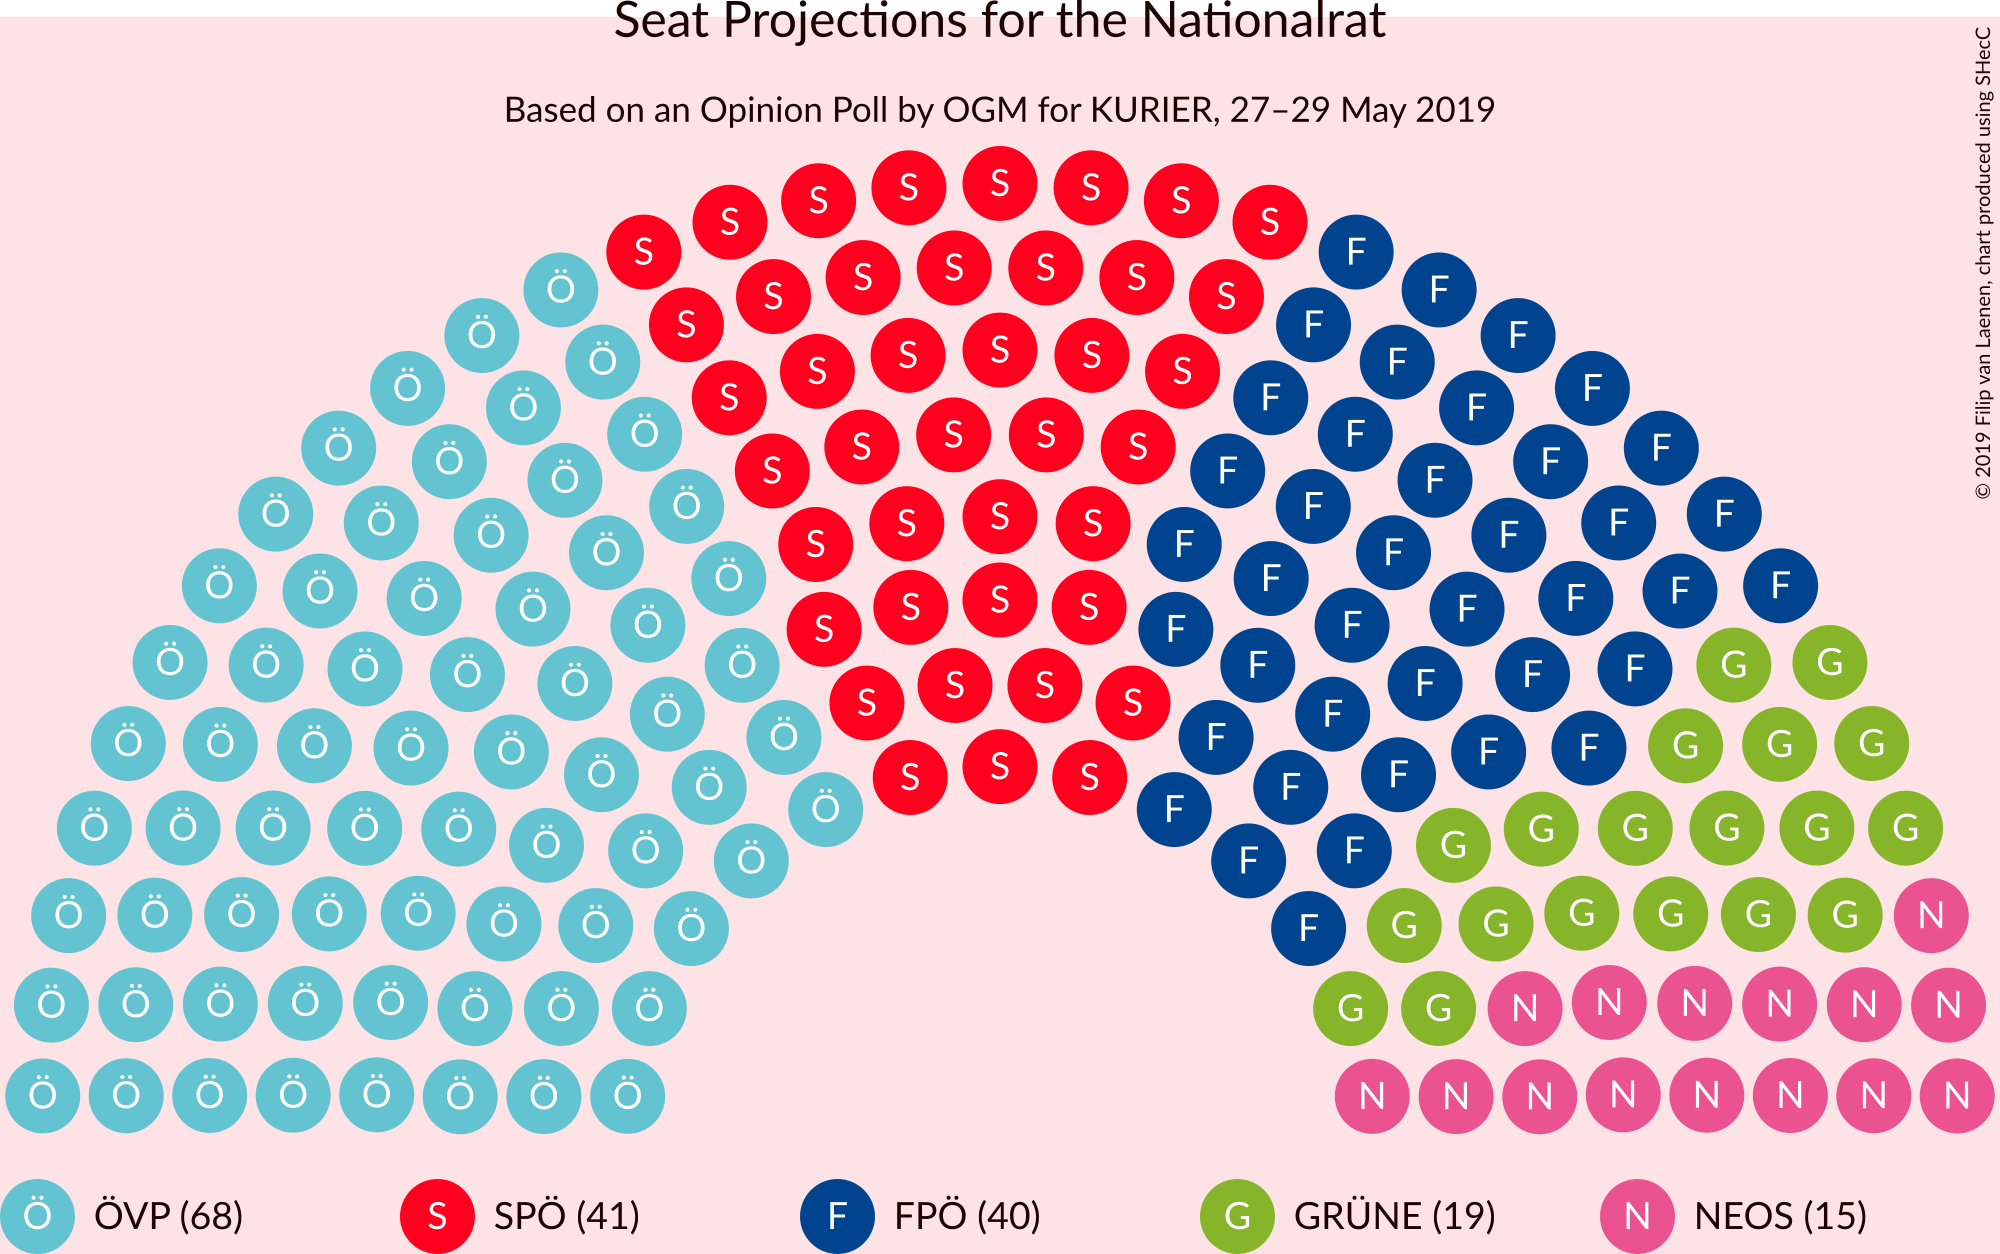 Seat Projections for the Nationalrat
Based on an Opinion Poll by OGM for KURIER, 27–29 May 2019
© 2019 Filip van Laenen, chart produced using SHecC
S S S S S S S S S F F F F F F F
Ö Ö Ö Ö Ö Ö Ö Ö Ö Ö Ö Ö
G G G G N N N
Ö ÖVP (68) S SPÖ (41) F FPÖ (40) G GRÜNE (19) N NEOS (15)